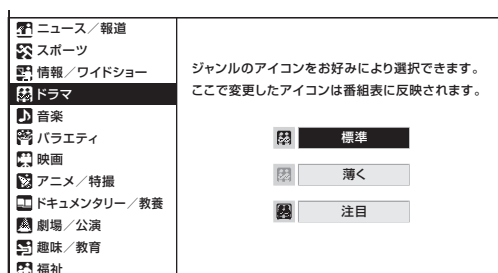 ニュース／報道
スポーツ
情報／ワイドショー
ドラマ
音楽
バラエティ
映画
アニメ／特撮
ドキュメンタリー／教養
劇場／公演
趣味／教育
福祉
ジャンルのアイコンをお好みにより選択できます。
ここで変更したアイコンは番組表に反映されます。
標準
薄く
注目